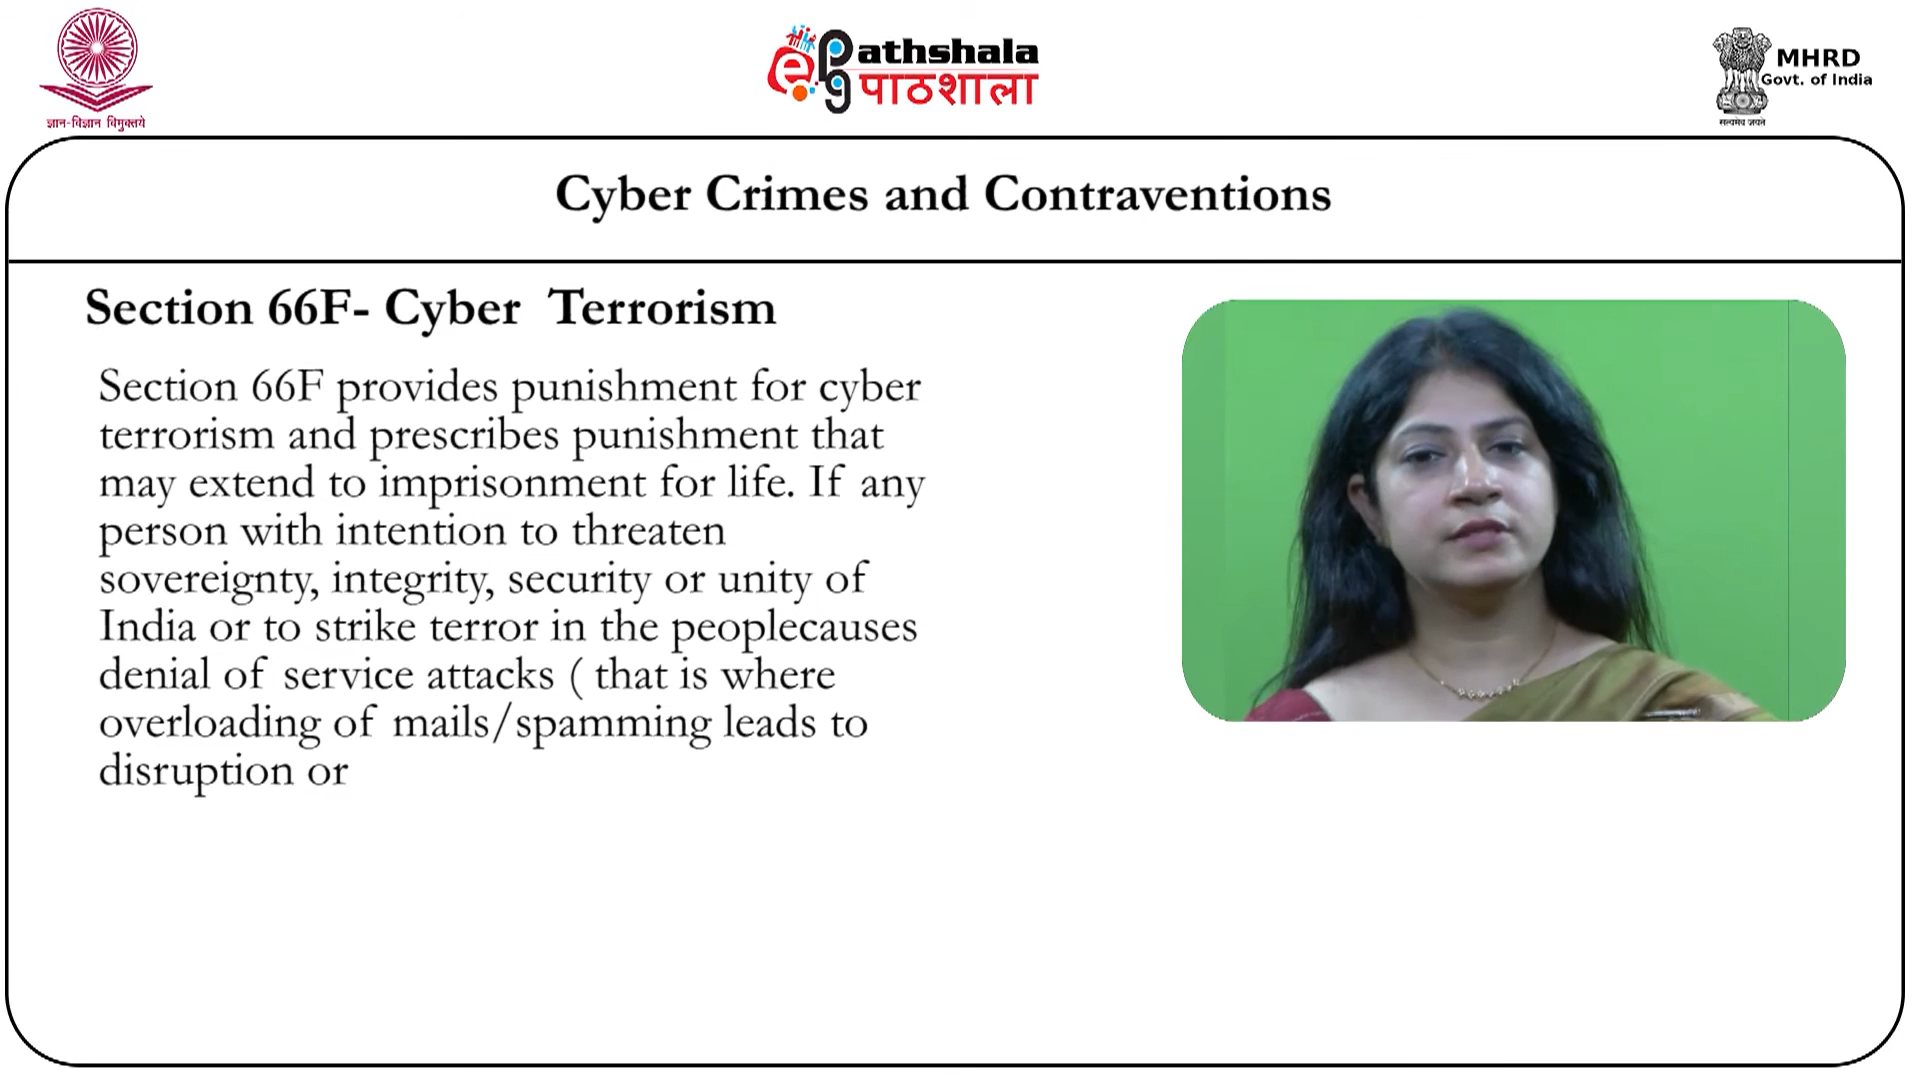 ज्ञान-विज्ञान विमुक्तये
e pg Pathshala
पाठशाला
MHRD
Govt. of India
सत्यमेव जयते
Cyber Crimes and Contraventions
Section 66F- Cyber Terrorism
Section 66F provides punishment for cyber
terrorism and prescribes punishment that
may extend to imprisonment for life. If any
person with intention to threaten
sovereignty, integrity, security or unity of
India or to strike terror in the peoplecauses
denial of service attacks ( that is where
overloading of mails/spamming leads to
disruption or